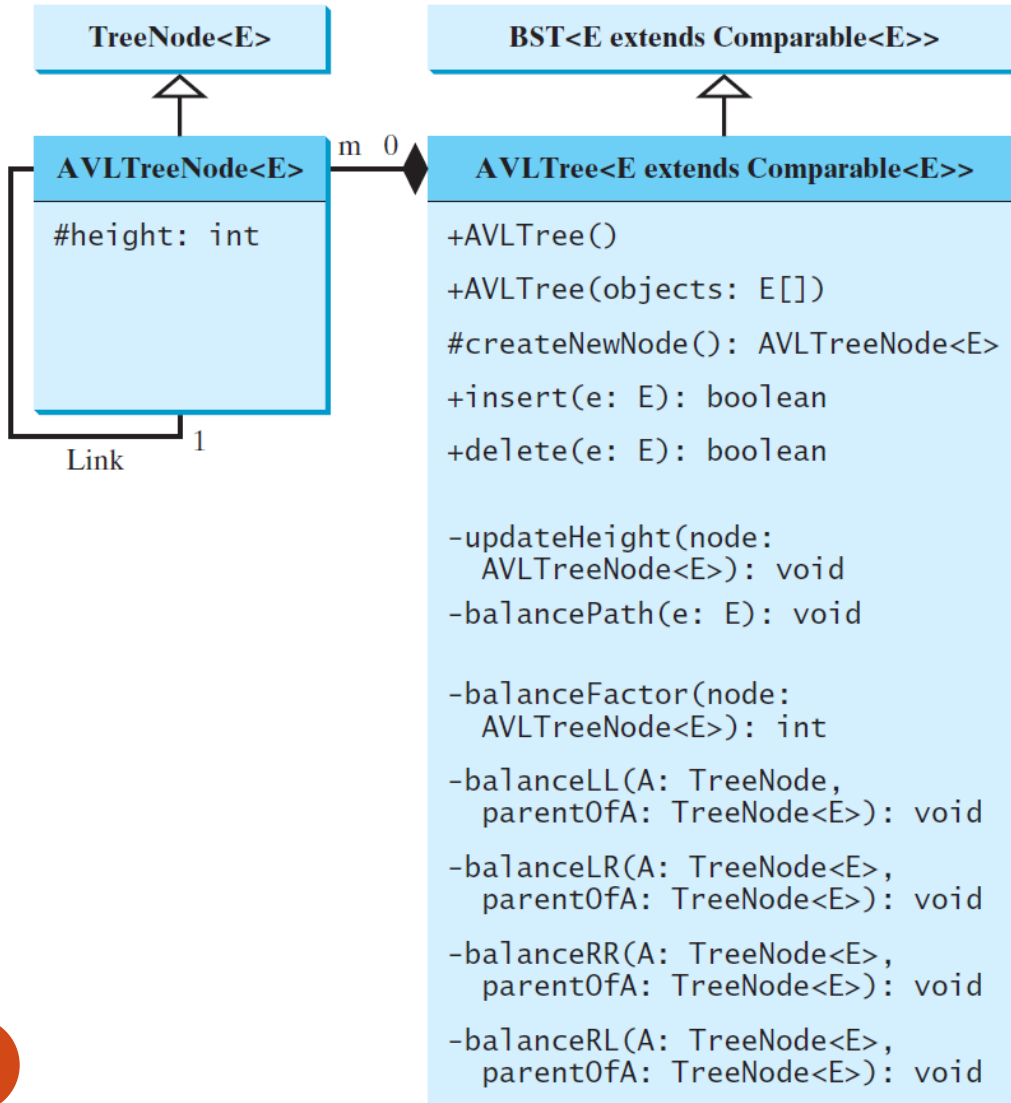 TreeNode<E>
BST<E extends Comparable<E>>
AVLTreeNode<E>
m 0
AVLTree<E extends Comparable<E>>
#height: int
Link
1
+AVLTree()
+AVLTree(objects: E[])
#createNewNode(): AVLTreeNode<E>
+insert(e: E): boolean
+delete(e: E): boolean
-updateHeight(node:
AVLTreeNode<E>): void
-balancePath(e: E): void
-balanceFactor(node:
AVLTreeNode<E>): int
-balanceLL(A: TreeNode,
parentOfA: TreeNode<E>): void
-balanceLR(A: TreeNode<E>,
parentOfA: TreeNode<E>): void
-balanceRR(A: TreeNode<E>,
parentOfA: TreeNode<E>): void
-balanceRL(A: TreeNode<E>,
parentOfA: TreeNode<E>): void